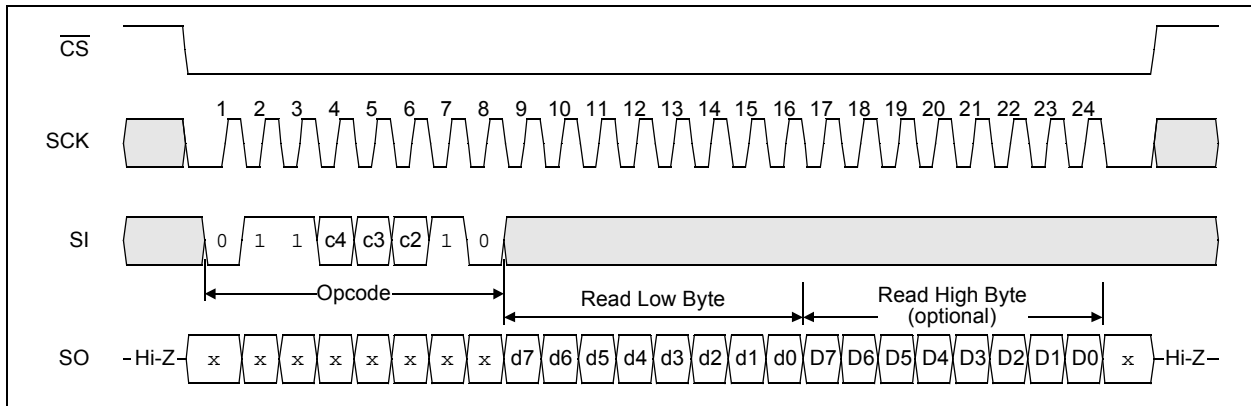 CS
1 2 3 4 5 6 7 8 9 10 11 12 13 14 15 16 17 18 19 20 21 22 23 24
SCK
SI 0 1 1 c4 c3 c2 1 0
Opcode Read Low Byte Read High Byte
(optional)
SO Hi-Z x x x x x x x x d7 d6 d5 d4 d3 d2 d1 d0 D7 D6 D5 D4 D3 D2 D1 D0 x Hi-Z